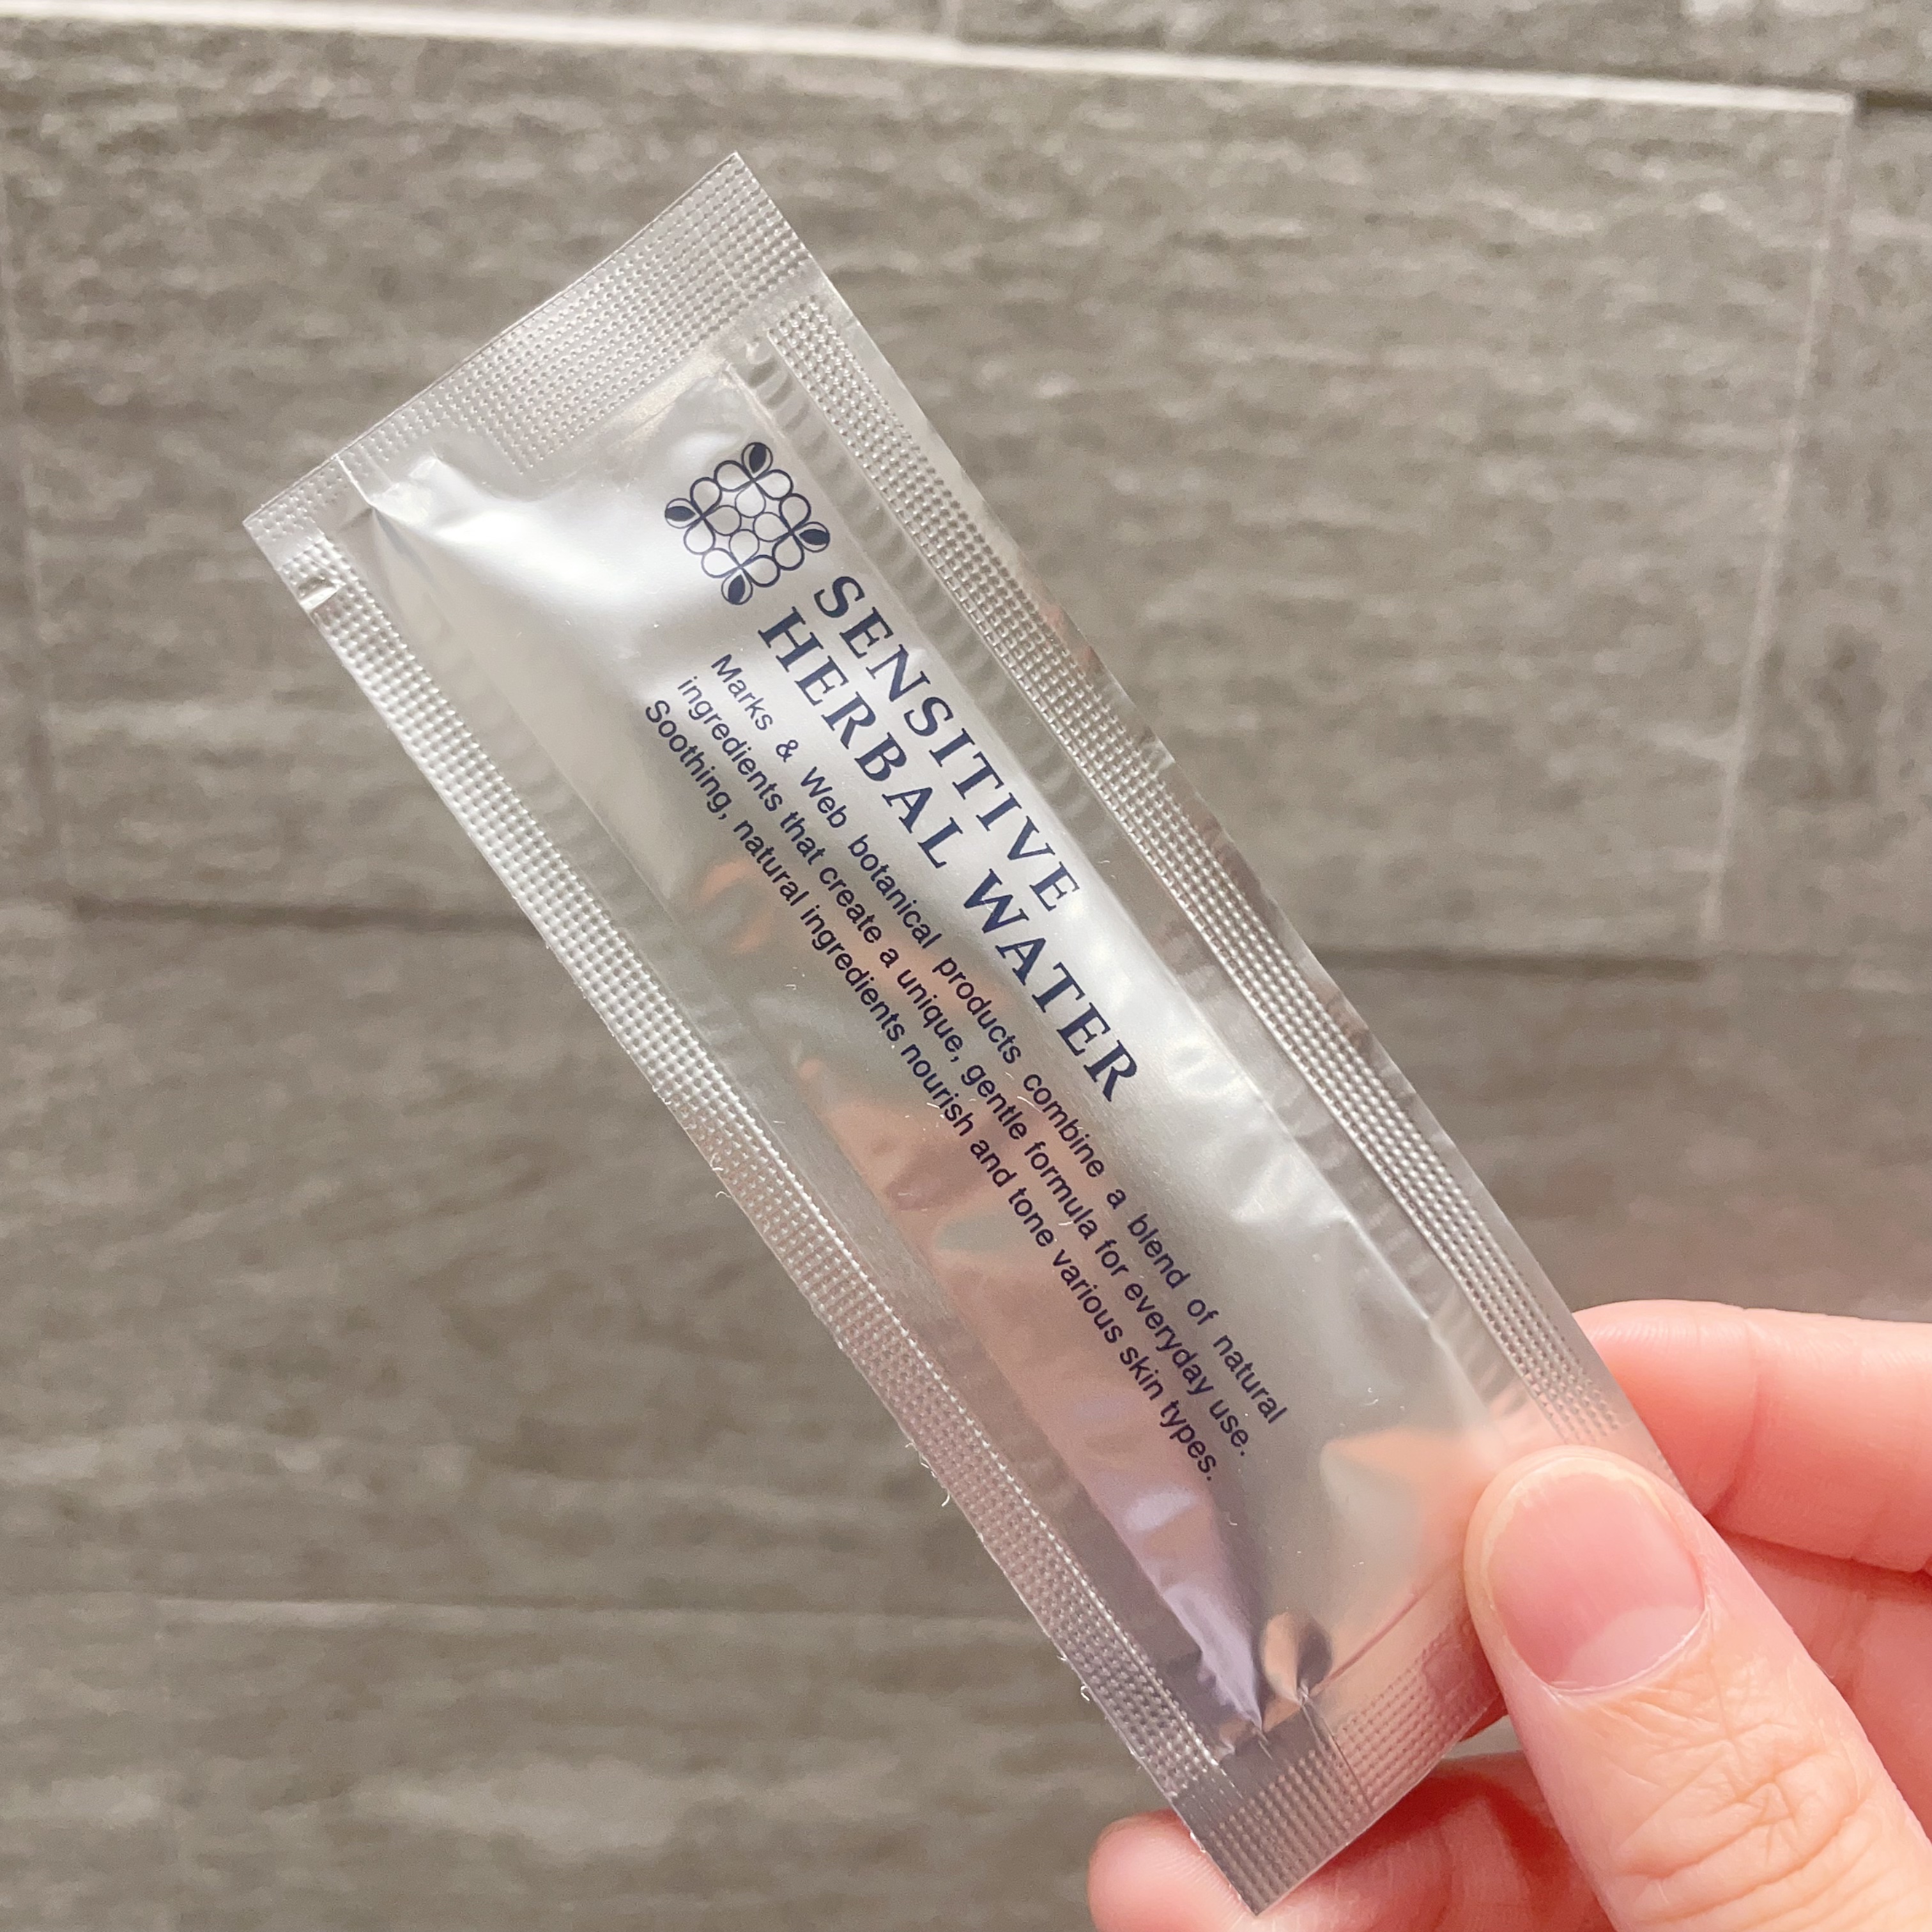 SENSITIVE
HERBAL WATER
Marks & Web botanical products combine a blend of natural
ingredients that create a unique, gentle formula for everyday use.
Soothing, natural ingredients nourish and tone various skin types.